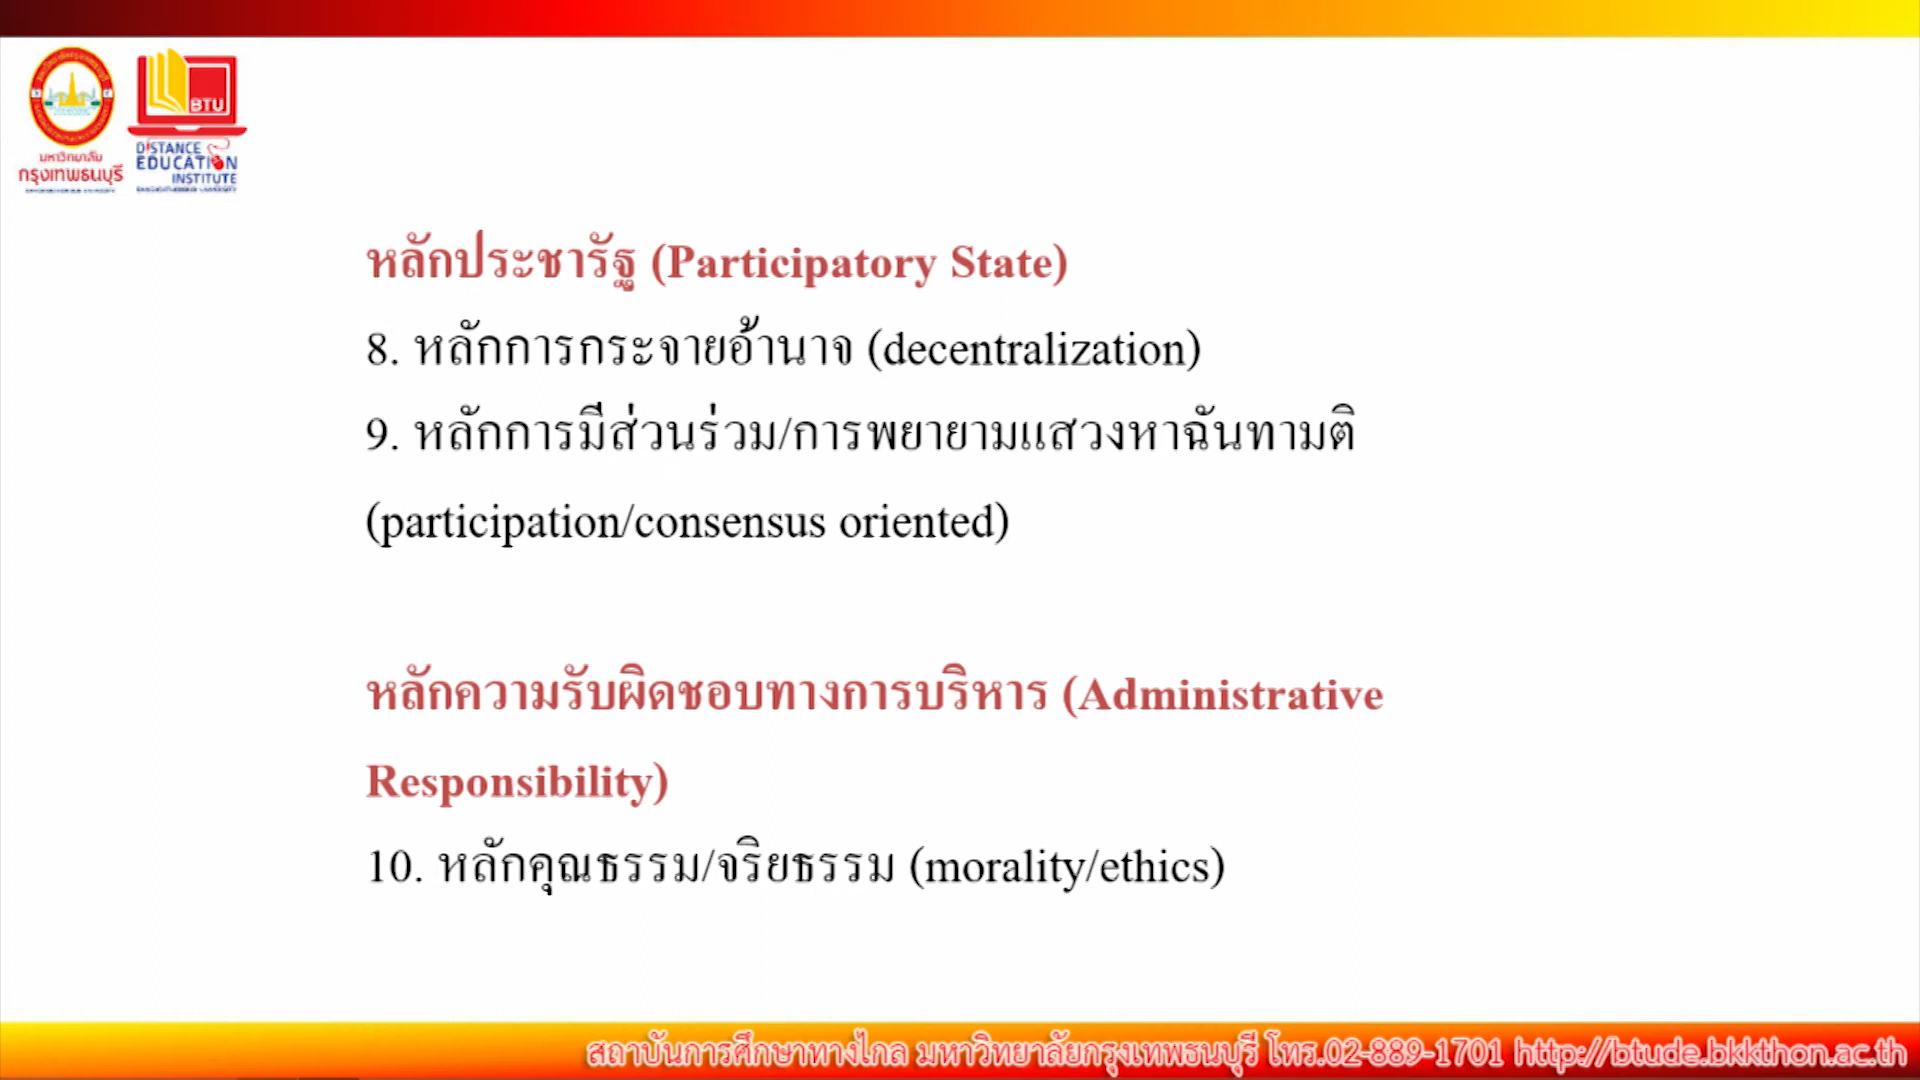 มหาวิทยาลัย
กรุงเทพธนบุรี
BTU
DISTANCE
EDUCATION
INSTITUTE
หลักประชารัฐ (Participatory State)
8. หลักการกระจายอ้านาจ (decentralization)
9. หลักการมีส่วนร่วม/การพยายามแสวงหาฉันทามติ
(participation/consensus oriented)
หลักความรับผิดชอบทางการบริหาร (Administrative
Responsibility)
10. หลักคุณธรรม/จริยธรรม (morality/ethics)
สถาบันการศึกษาทางไกล มหาวิทยาลัยกรุงเทพธนบุรี โทร.02-889-1701 http://btude.bkkthon.ac.th